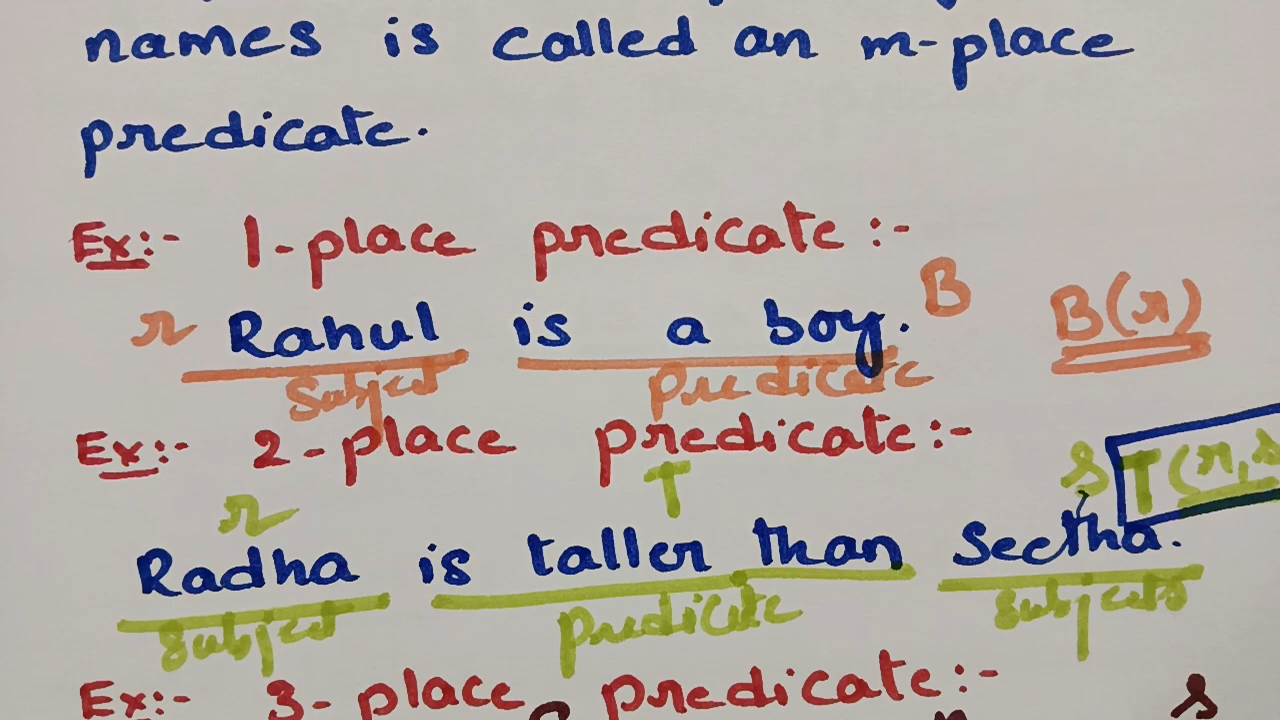 names is called an m-place
predicate.
Ex:- 1-place predicate:-
r Rahul is a boy. B B(r)
Subject predicate
Ex:- 2-place predicate:-
r T s T(r,s
Radha is taller than Seetha.
Subject predicate Subjects
Ex:- 3-place predicate:-
s